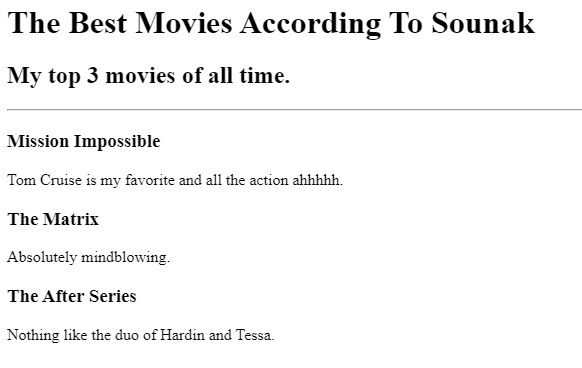 The Best Movies According To Sounak
My top 3 movies of all time.
Mission Impossible
Tom Cruise is my favorite and all the action ahhhhh.
The Matrix
Absolutely mindblowing.
The After Series
Nothing like the duo of Hardin and Tessa.